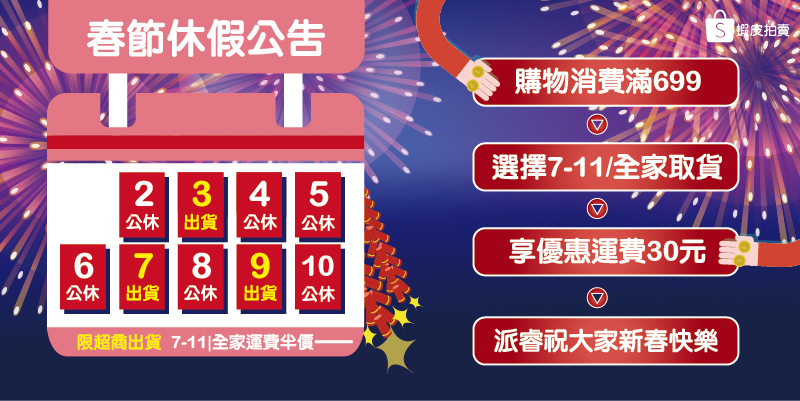 春節休假公告
2
公休
3
出貨
4
公休
5
公休
6
公休
7
出貨
8
公休
9
出貨
10
公休
限超商出貨 7-11|全家運費半價
S 蝦皮拍賣
購物消費滿699
選擇7-11/全家取貨
享優惠運費30元
派睿祝大家新春快樂